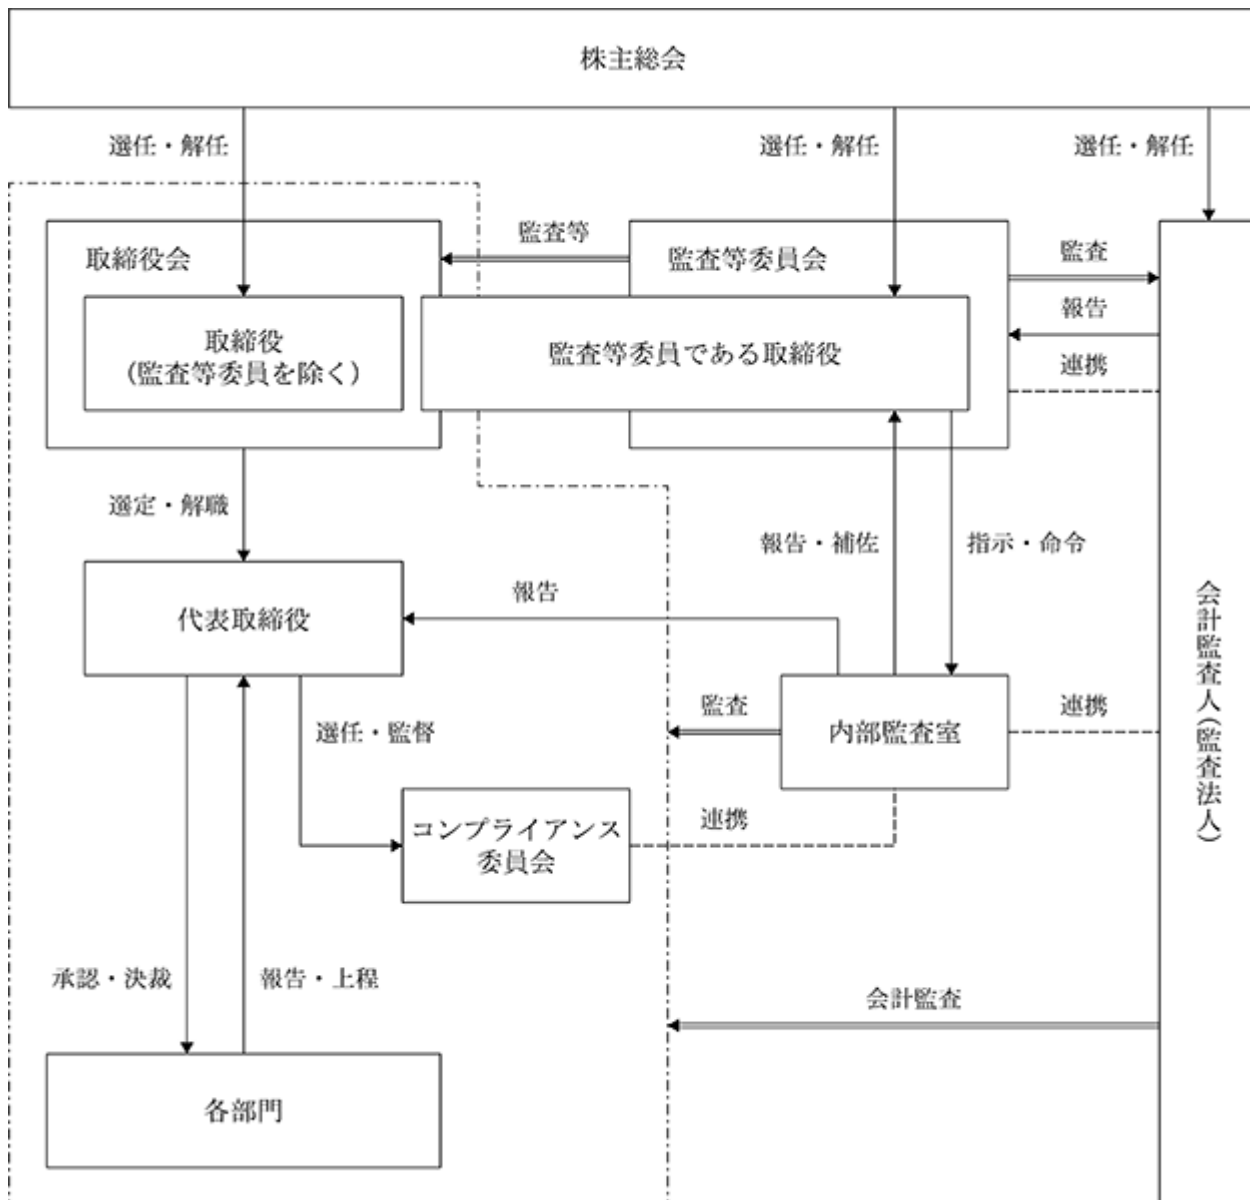 株主総会
選任・解任
選任・解任
選任・解任
取締役会
監査等
監査等委員会
監査
報告
連携
取締役
（監査等委員を除く）
監査等委員である取締役
選定・解職
報告・補佐
指示・命令
代表取締役
報告
会計監査人（監査法人）
選任・監督
監査
内部監査室
連携
コンプライアンス
委員会
連携
承認・決裁
報告・上程
会計監査
各部門